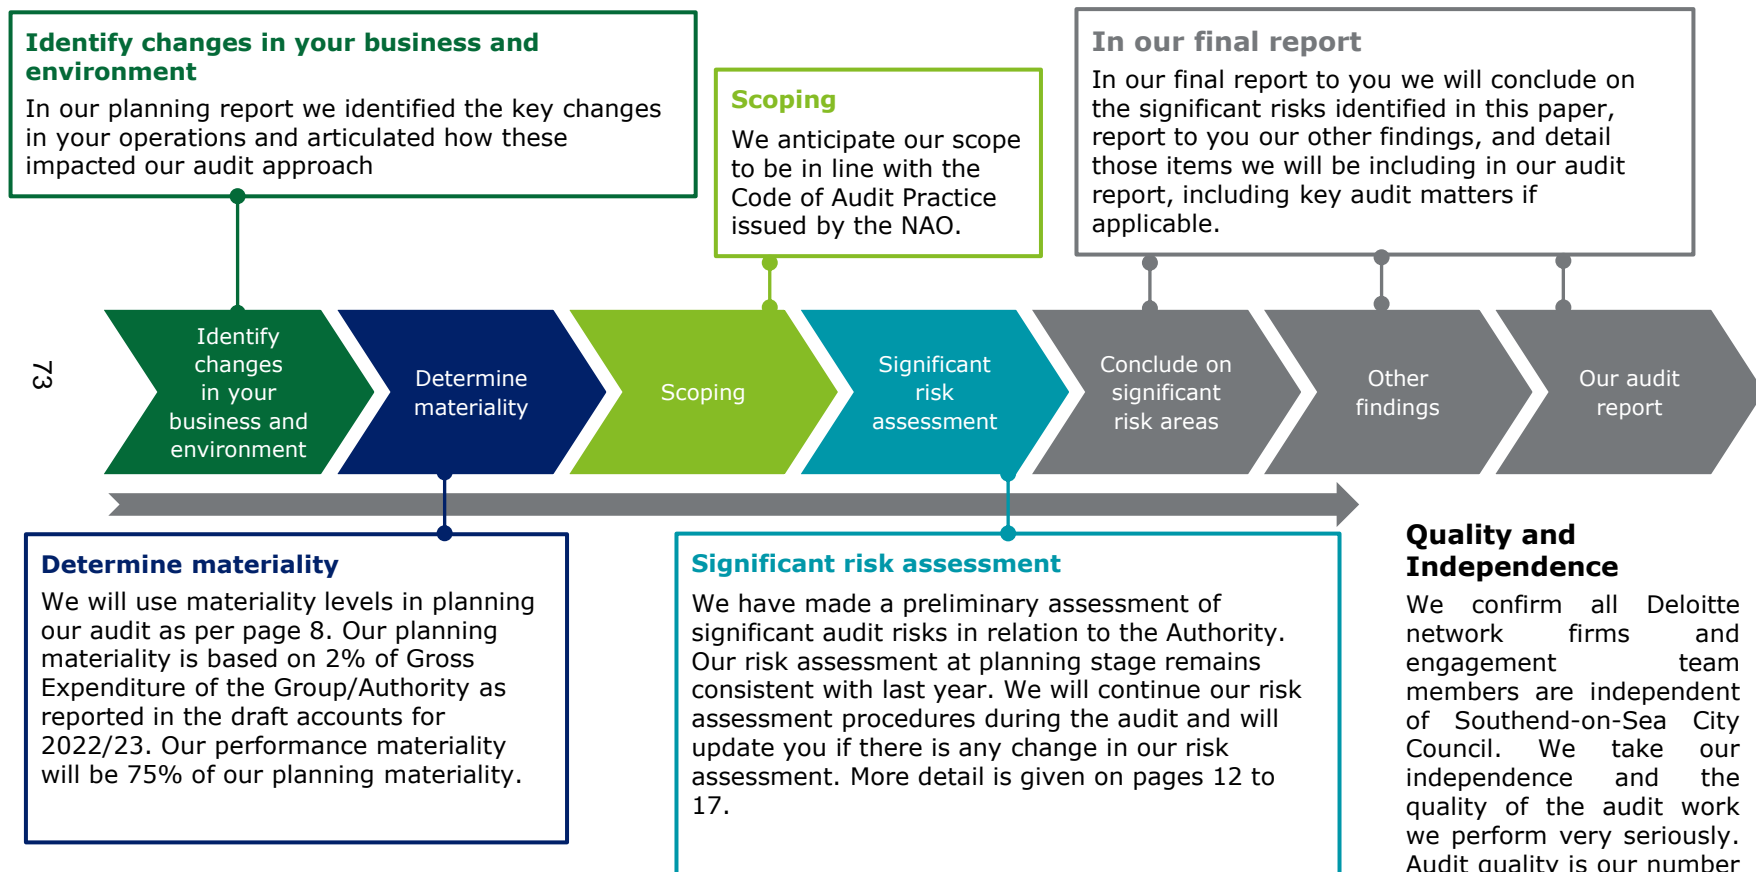 Identify changes in your business and
environment
In our planning report we identified the key changes
in your operations and articulated how these
impacted our audit approach
Scoping
We anticipate our scope
to be in line with the
Code of Audit Practice
issued by the NAO.
In our final report
In our final report to you we will conclude on
the significant risks identified in this paper,
report to you our other findings, and detail
those items we will be including in our audit
report, including key audit matters if
applicable.
73
Identify
changes
in your
business and
environment
Determine
materiality
Scoping
Significant
risk
assessment
Conclude on
significant
risk areas
Other
findings
Our audit
report
Determine materiality
We will use materiality levels in planning
our audit as per page 8. Our planning
materiality is based on 2% of Gross
Expenditure of the Group/Authority as
reported in the draft accounts for
2022/23. Our performance materiality
will be 75% of our planning materiality.
Significant risk assessment
We have made a preliminary assessment of
significant audit risks in relation to the Authority.
Our risk assessment at planning stage remains
consistent with last year. We will continue our risk
assessment procedures during the audit and will
update you if there is any change in our risk
assessment. More detail is given on pages 12 to
17.
Quality and
Independence
We confirm all Deloitte
network firms and
engagement team
members are independent
of Southend-on-Sea City
Council. We take our
independence and the
quality of the audit work
we perform very seriously.
Audit quality is our number